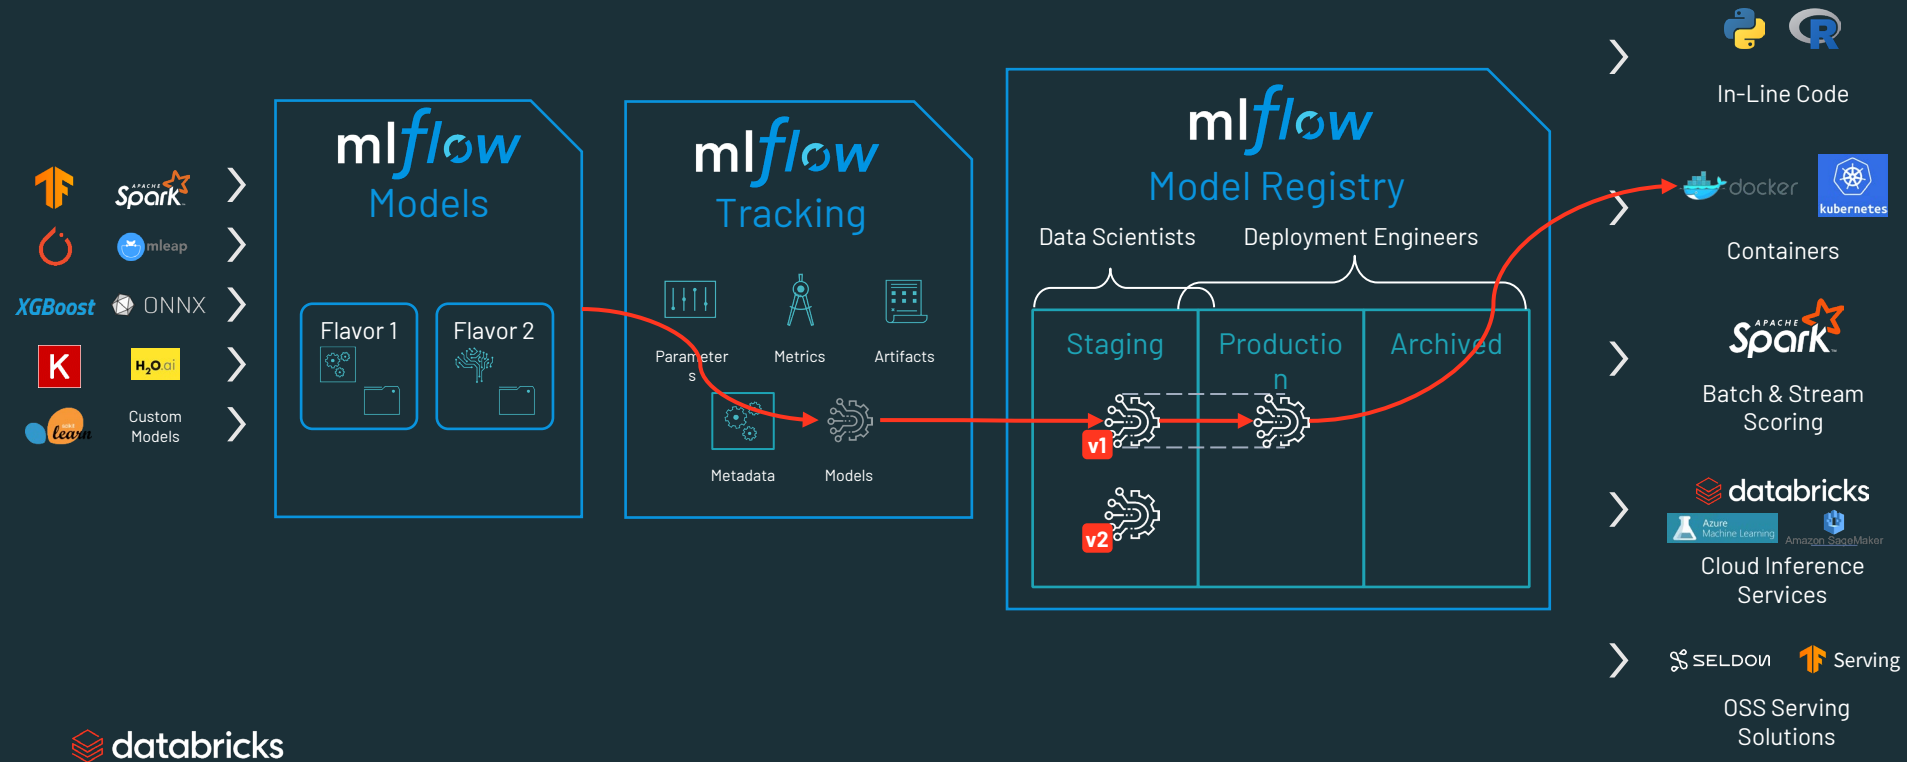 APACHE
Spark
mleap
XGBoost
ONNX
K
H2O.ai
learn
Custom
Models
mlflow
Models
Flavor 1
Flavor 2
mlflow
Tracking
Parameter
s
Metrics
Artifacts
Metadata
Models
mlflow
Model Registry
Data Scientists
Deployment Engineers
Staging
Productio
n
Archived
v1
v2
R
In-Line Code
docker
kubernetes
Containers
APACHE
Spark
Batch & Stream
Scoring
databricks
Azure
Machine Learning
Amazon SageMaker
Cloud Inference
Services
SELDON
Serving
OSS Serving
Solutions
databricks